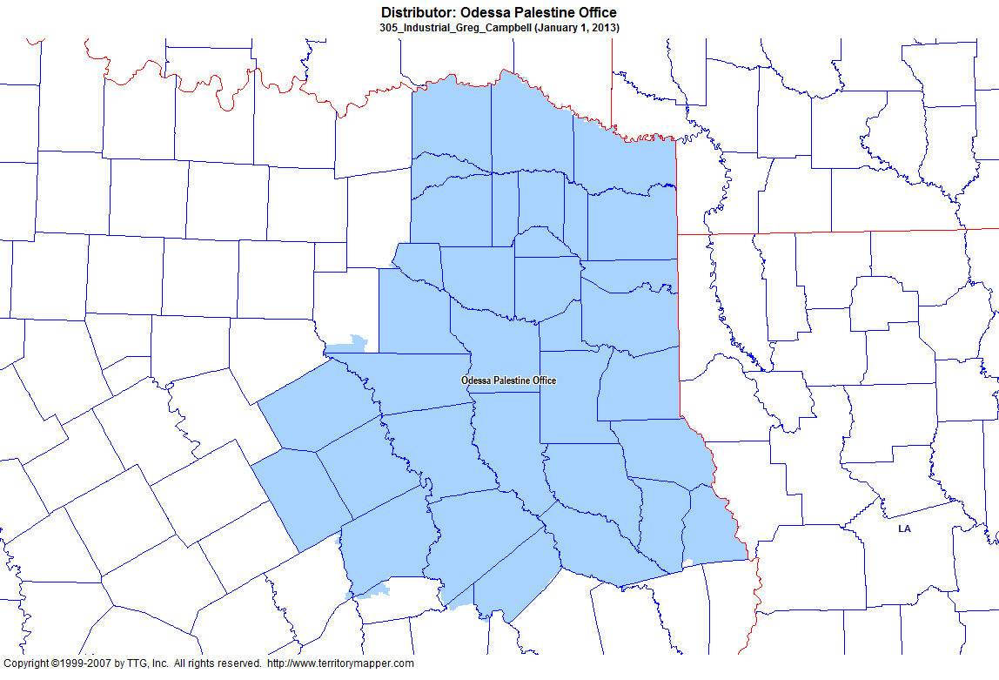 Distributor: Odessa Palestine Office
305_Industrial_Greg_Campbell (January 1, 2013)
Odessa Palestine Office
LA
Copyright ©1999-2007 by TTG, Inc. All rights reserved. http://www.territorymapper.com